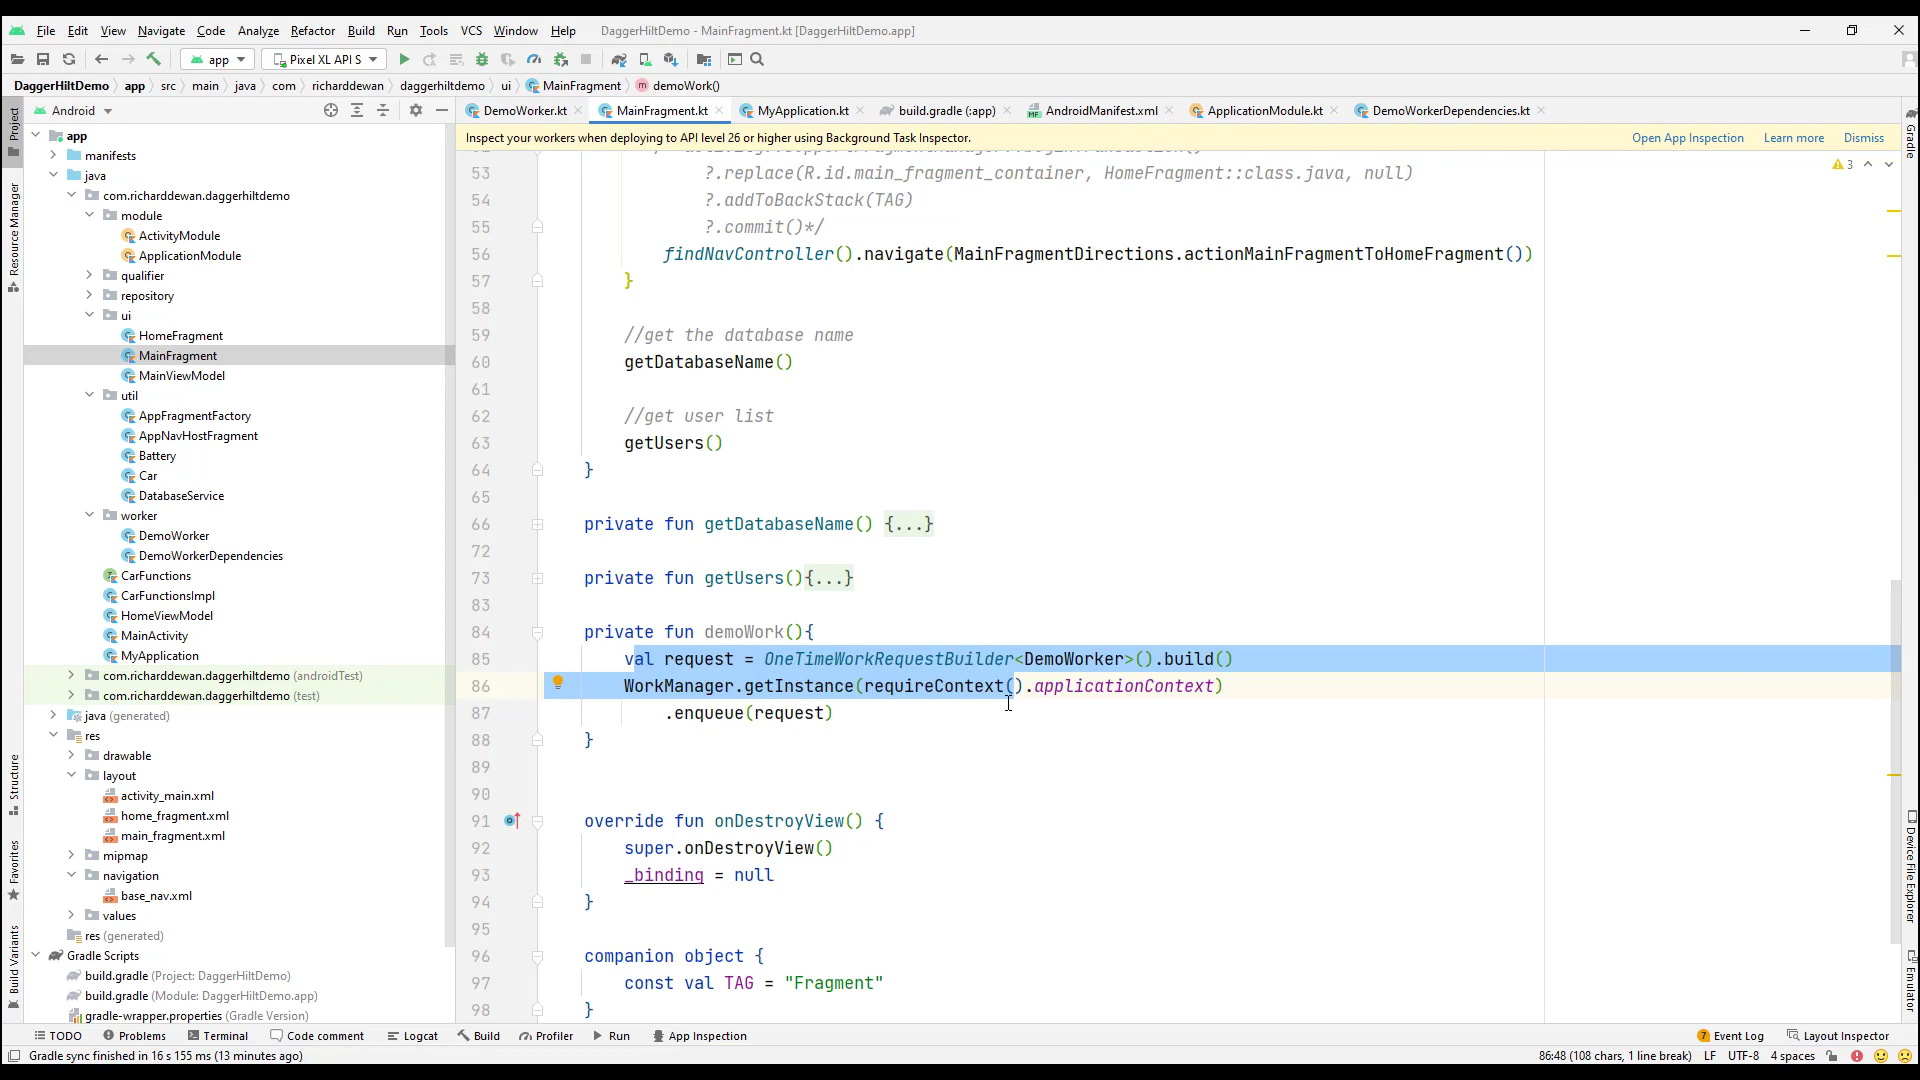 File Edit View Navigate Code Analyze Refactor Build Run Tools VCS Window Help DaggerHiltDemo - MainFragment.kt [DaggerHiltDemo.app]
app Pixel XL API S
DaggerHiltDemo app src main java com richarddewan daggerhiltdemo ui MainFragment demoWork()
Android
DemoWorker.kt MainFragment.kt MyApplication.kt build.gradle (:app) AndroidManifest.xml ApplicationModule.kt DemoWorkerDependencies.kt
Inspect your workers when deploying to API level 26 or higher using Background Task Inspector. Open App Inspection Learn more Dismiss
3
Project
Resource Manager
Structure
Favorites
Build Variants
app
manifests
java
com.richarddewan.daggerhiltdemo
module
ActivityModule
ApplicationModule
qualifier
repository
ui
HomeFragment
MainFragment
MainViewModel
util
AppFragmentFactory
AppNavHostFragment
Battery
Car
DatabaseService
worker
DemoWorker
DemoWorkerDependencies
CarFunctions
CarFunctionsImpl
HomeViewModel
MainActivity
MyApplication
com.richarddewan.daggerhiltdemo (androidTest)
com.richarddewan.daggerhiltdemo (test)
java (generated)
res
drawable
layout
activity_main.xml
home_fragment.xml
main_fragment.xml
mipmap
navigation
base_nav.xml
values
res (generated)
Gradle Scripts
build.gradle (Project: DaggerHiltDemo)
build.gradle (Module: DaggerHiltDemo.app)
gradle-wrapper.properties (Gradle Version)
53 ?.replace(R.id.main_fragment_container, HomeFragment::class.java, null)
54 ?.addToBackStack(TAG)
55 ?.commit()*/
56 findNavController().navigate(MainFragmentDirections.actionMainFragmentToHomeFragment())
57 }
58
59 //get the database name
60 getDatabaseName()
61
62 //get user list
63 getUsers()
64 }
65
66 private fun getDatabaseName() {...}
72
73 private fun getUsers(){...}
83
84 private fun demoWork(){
85 val request = OneTimeWorkRequestBuilder<DemoWorker>().build()
86 WorkManager.getInstance(requireContext().applicationContext)
87 .enqueue(request)
88 }
89
90
91 override fun onDestroyView() {
92 super.onDestroyView()
93 _binding = null
94 }
95
96 companion object {
97 const val TAG = "Fragment"
98 }
Gradle
Device File Explorer
Emulator
TODO Problems Terminal Code comment Logcat Build Profiler Run App Inspection 7 Event Log Layout Inspector
Gradle sync finished in 16 s 155 ms (13 minutes ago) 86:48 (108 chars, 1 line break) LF UTF-8 4 spaces